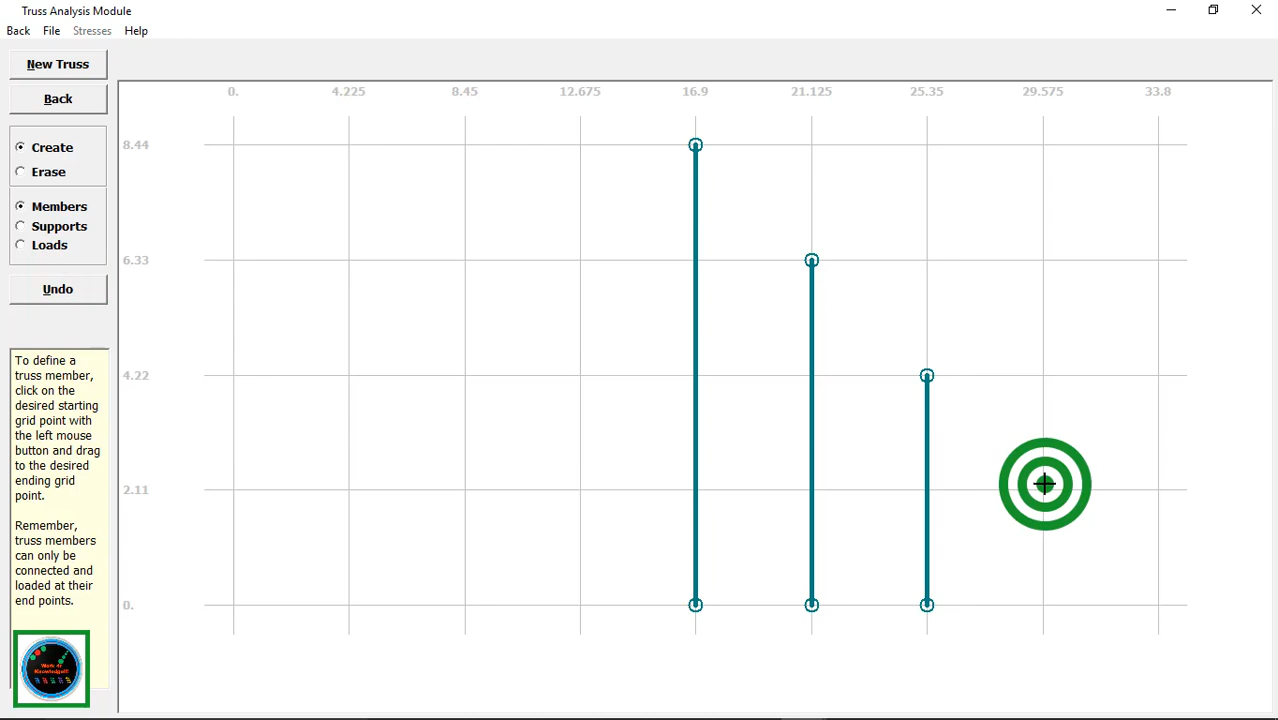 Truss Analysis Module
Back File Stresses Help
New Truss
Back
Create
Erase
Members
Supports
Loads
Undo
To define a
truss member,
click on the
desired starting
grid point with
the left mouse
button and drag
to the desired
ending grid
point.
Remember,
truss members
can only be
connected and
loaded at their
end points.
0. 4.225 8.45 12.675 16.9 21.125 25.35 29.575 33.8
8.44
6.33
4.22
2.11
0.